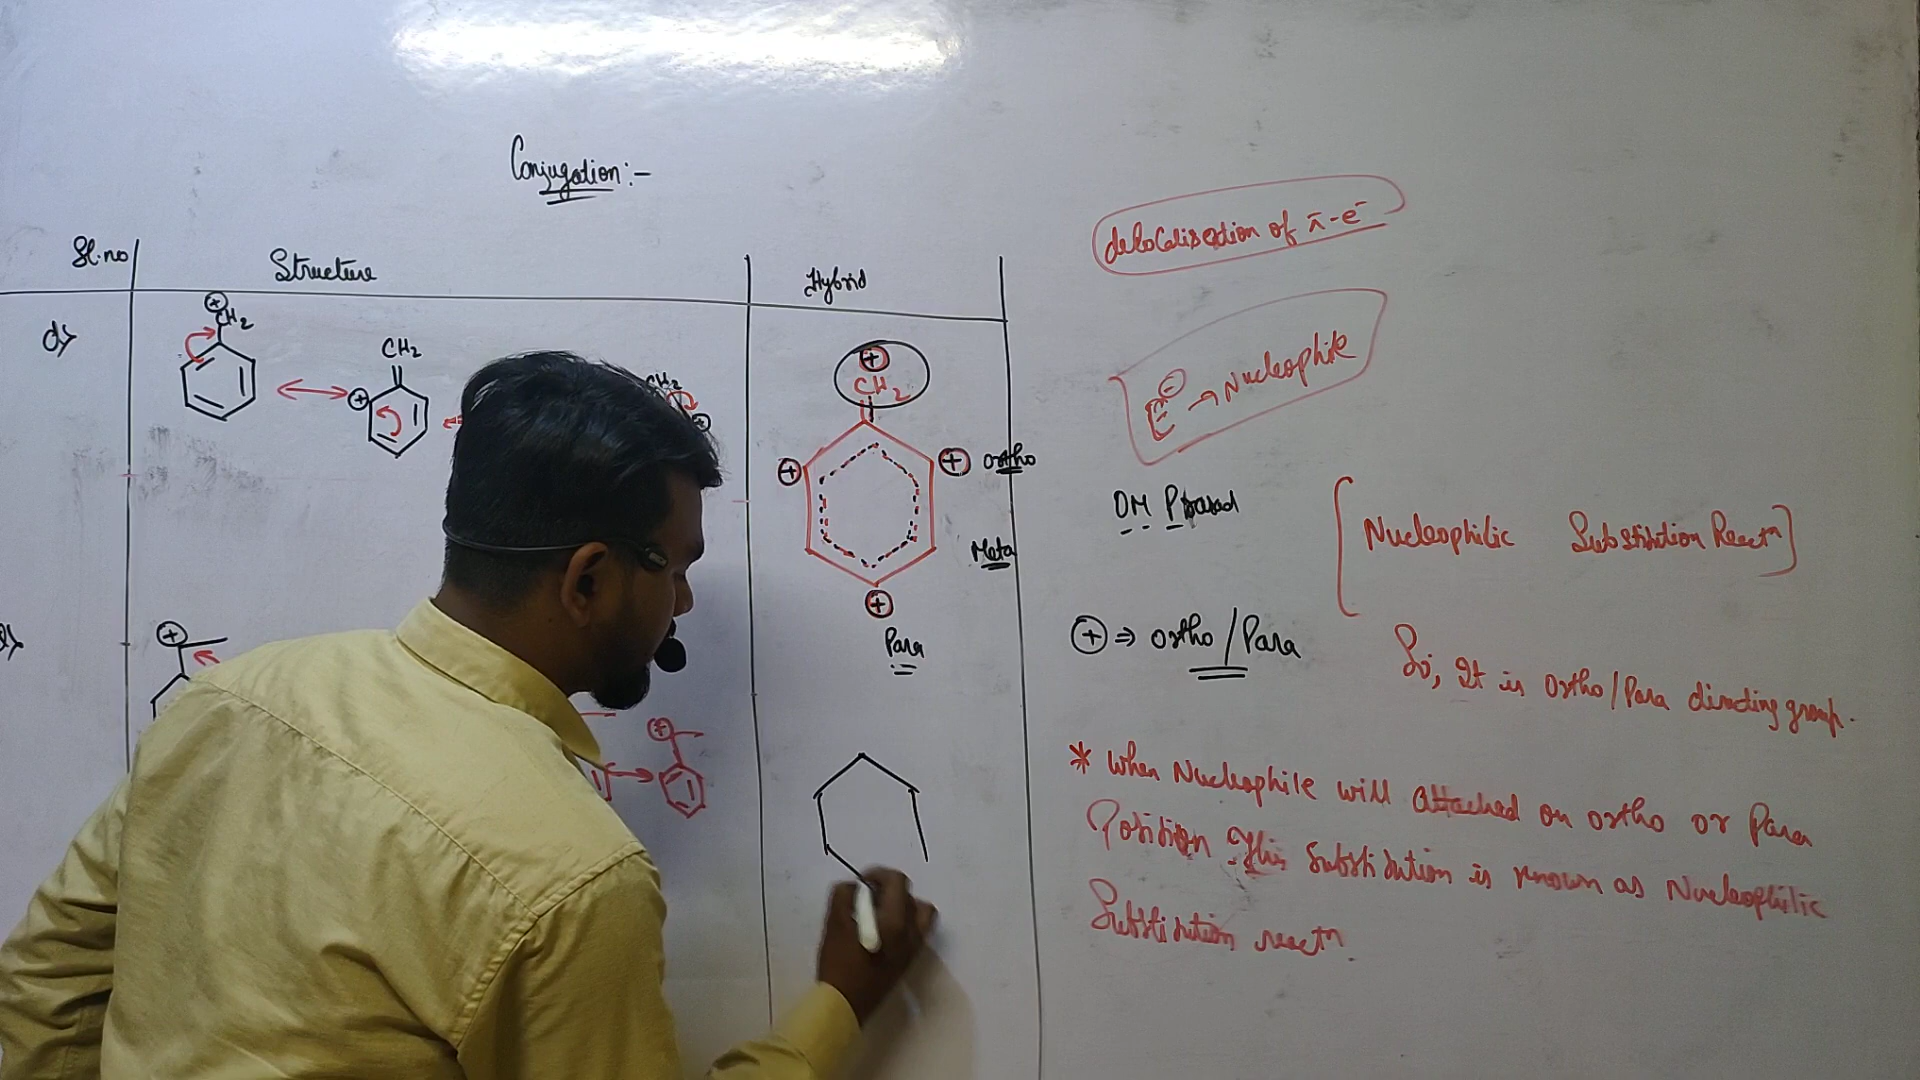 Conjugation:-
Sl.no
Structure
Hybrid
d>
⊕
CH2
CH2
⊕
CH2
⊕
⊕
CH2
⊕
⊕ ortho
Meta
⊕
Para
⊕
⊕
delocalisation of π-e-
E⊖ → Nucleophile
OM Prasad
[Nucleophilic Substitution Reactn]
⊕ ⇒ ortho/Para
So, It is ortho/Para directing group.
* When Nucleophile will attached on ortho or Para
Position This Substitution is known as Nucleophilic
Substitution reactn.